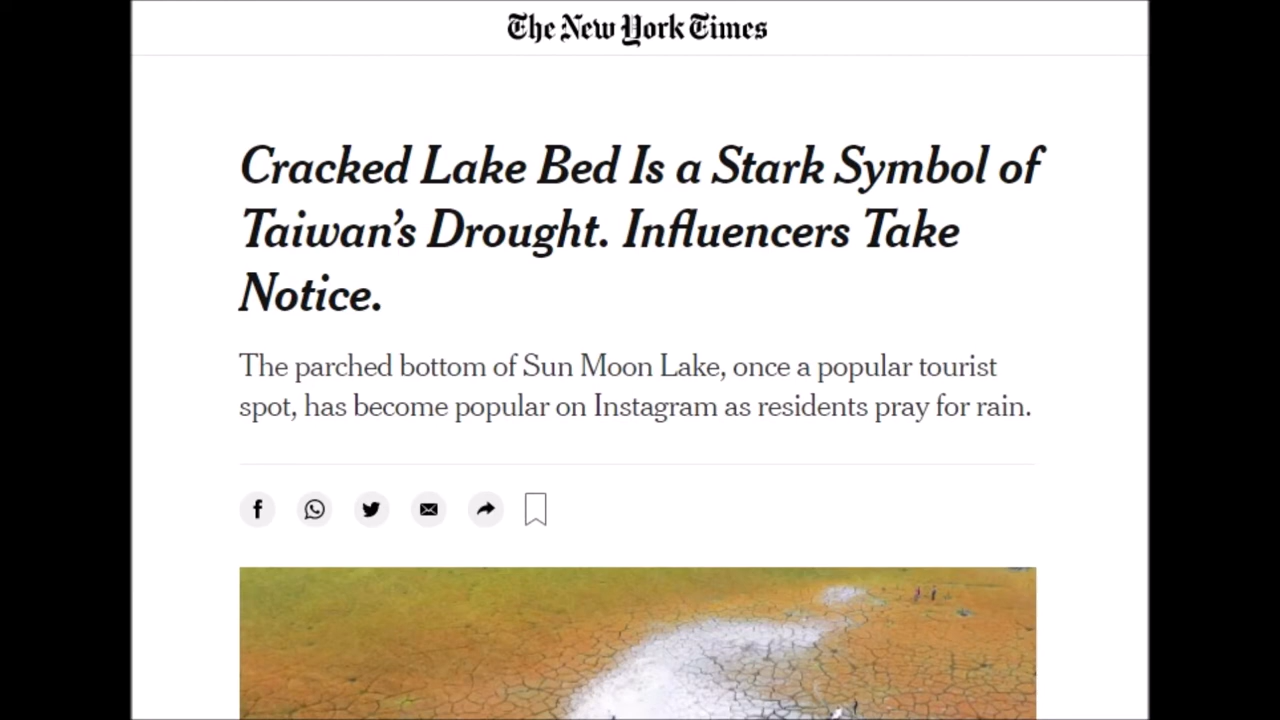 The New York Times
Cracked Lake Bed Is a Stark Symbol of
Taiwan’s Drought. Influencers Take
Notice.
The parched bottom of Sun Moon Lake, once a popular tourist
spot, has become popular on Instagram as residents pray for rain.